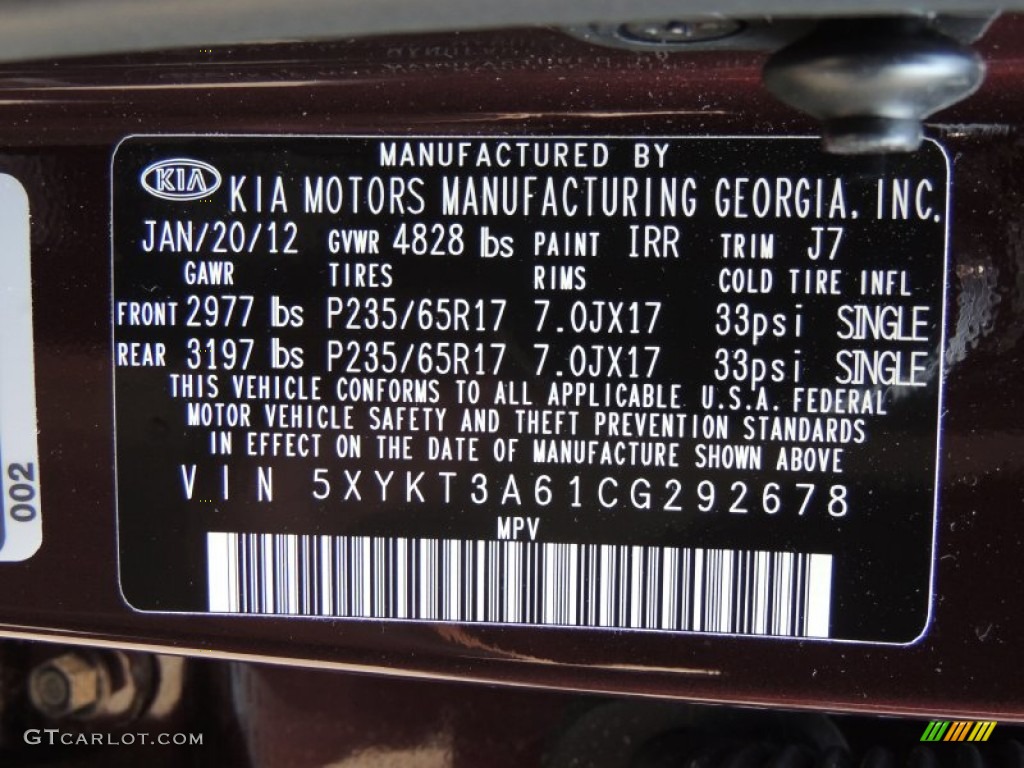 MANUFACTURED BY
KIA KIA MOTORS MANUFACTURING GEORGIA, INC.
JAN/20/12 GVWR 4828 lbs PAINT IRR TRIM J7
GAWR TIRES RIMS COLD TIRE INFL
FRONT 2977 lbs P235/65R17 7.0JX17 33psi SINGLE
REAR 3197 lbs P235/65R17 7.0JX17 33psi SINGLE
THIS VEHICLE CONFORMS TO ALL APPLICABLE U.S.A. FEDERAL
MOTOR VEHICLE SAFETY AND THEFT PREVENTION STANDARDS
IN EFFECT ON THE DATE OF MANUFACTURE SHOWN ABOVE
VIN 5XYKT3A61CG292678
MPV
002
GTCARLOT.COM